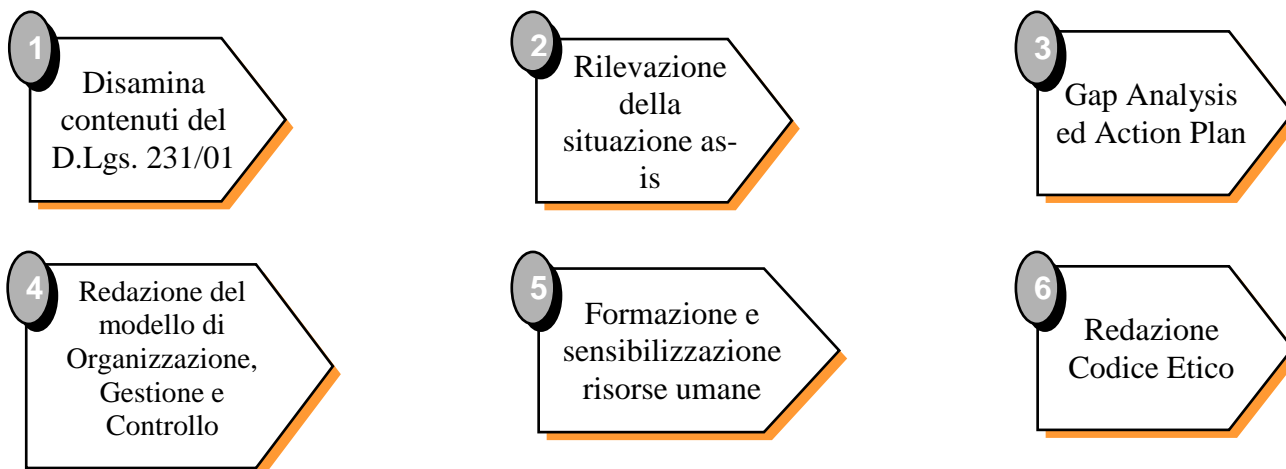 1
Disamina
contenuti del
D.Lgs. 231/01
2
Rilevazione
della
situazione as-
is
3
Gap Analysis
ed Action Plan
4
Redazione del
modello di
Organizzazione,
Gestione e
Controllo
5
Formazione e
sensibilizzazione
risorse umane
6
Redazione
Codice Etico